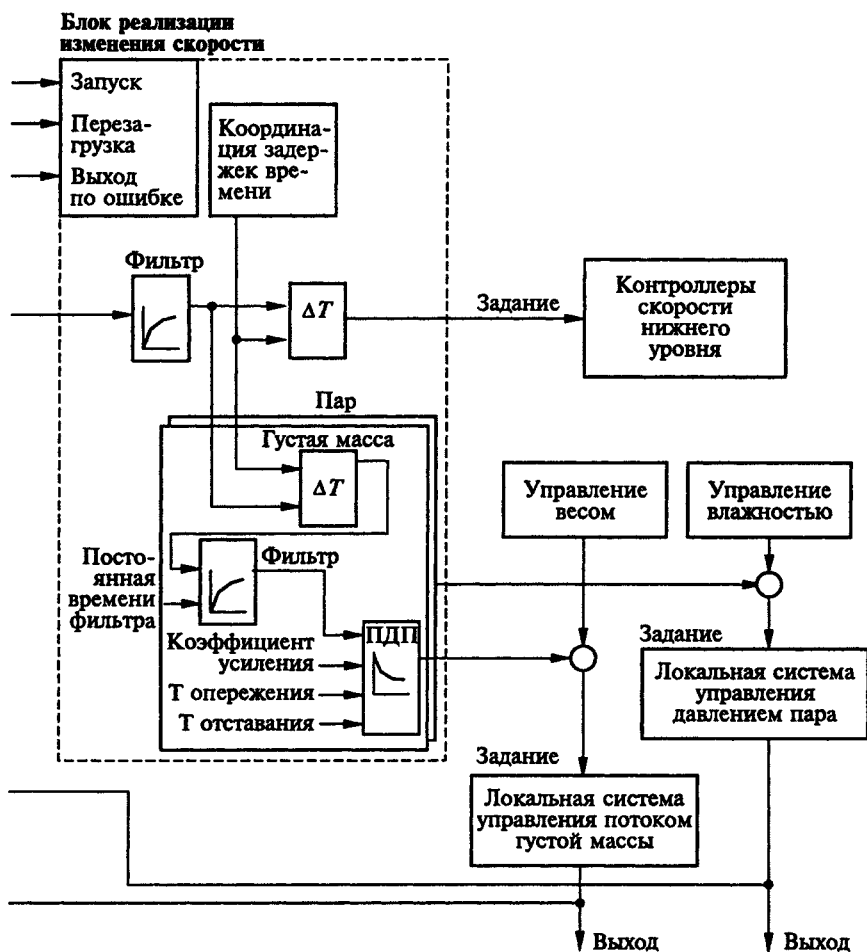 Блок реализации
изменения скорости
Запуск
Переза-
грузка
Выход
по ошибке
Координа-
ция задер-
жек вре-
мени
Фильтр
ΔT
Задание
Контроллеры
скорости
нижнего
уровня
Пар
Густая масса
ΔT
Управление
весом
Управление
влажностью
Посто-
янная
времени
фильтра
Фильтр
ПДП
Коэффициент
усиления
Т опережения
Т отставания
Задание
Локальная система
управления
давлением пара
Задание
Локальная система
управления потоком
густой массы
Выход
Выход